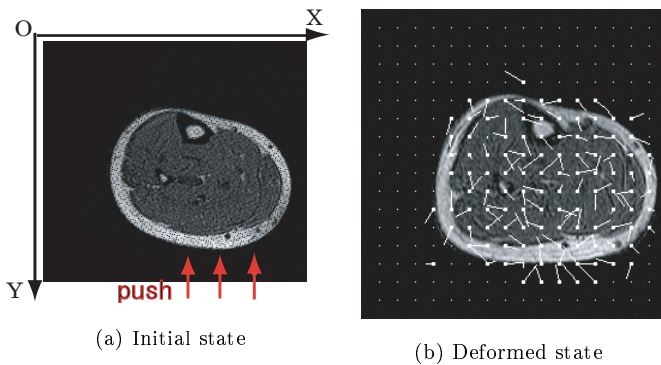 O X
Y push
(a) Initial state
(b) Deformed state